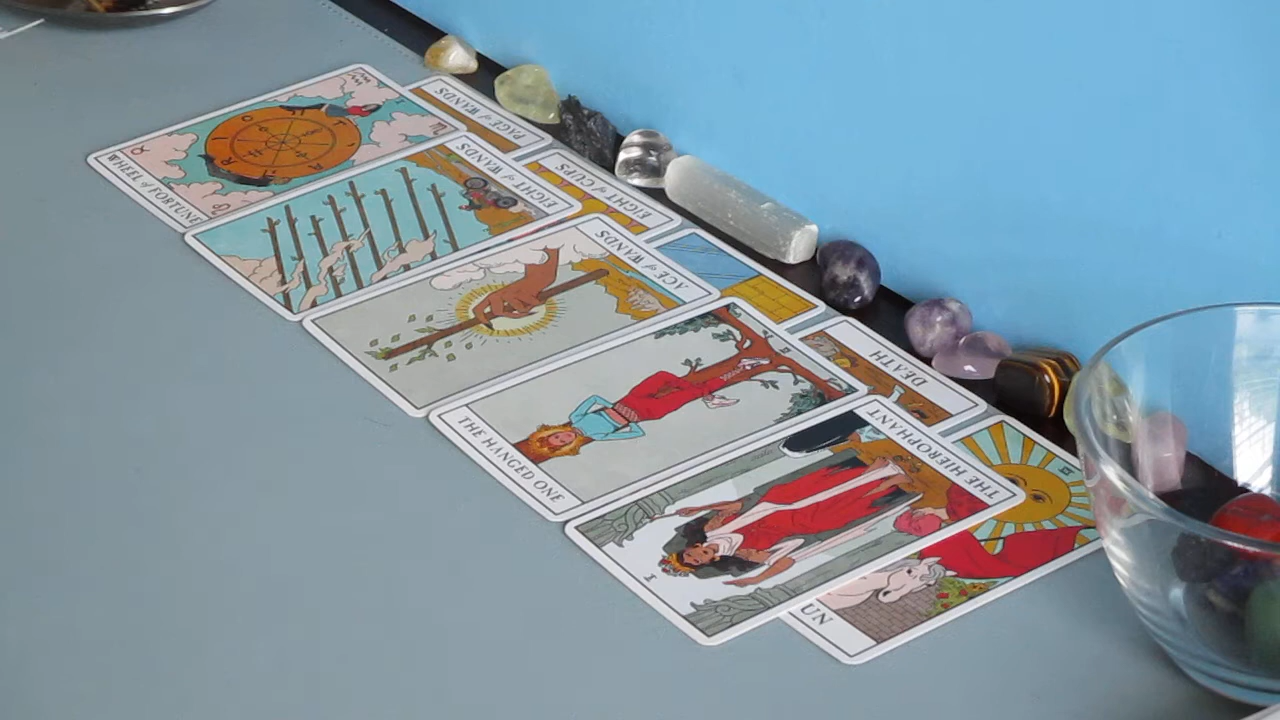 WHEEL of FORTUNE
PAGE of WANDS
EIGHT of WANDS
EIGHT of CUPS
ACE of WANDS
THE HANGED ONE
DEATH
THE HIEROPHANT
UN